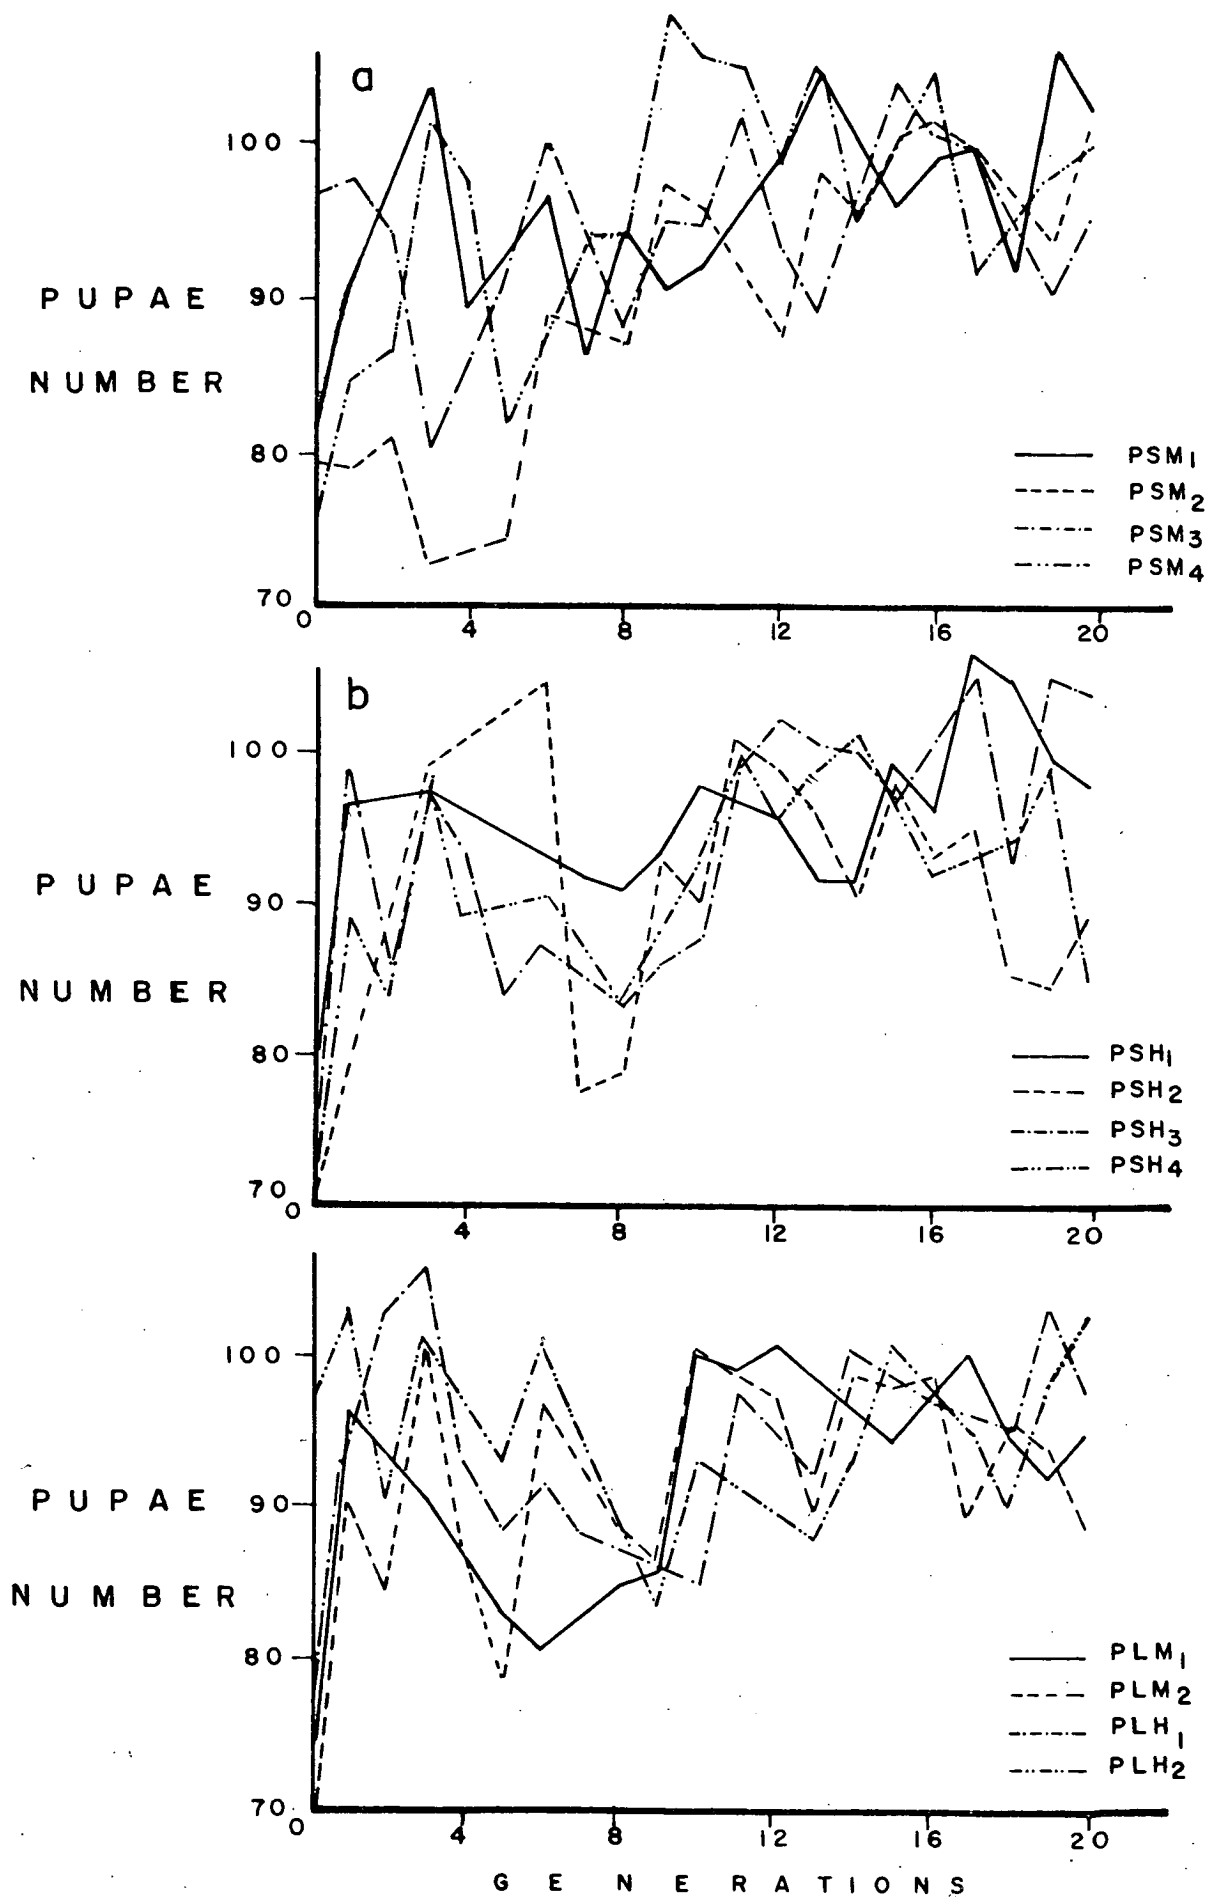 a
100
90
80
70
PUPAE
NUMBER
PSM1
PSM2
PSM3
PSM4
0 4 8 12 16 20
b
100
90
80
70
PUPAE
NUMBER
PSH1
PSH2
PSH3
PSH4
0 4 8 12 16 20
100
90
80
70
PUPAE
NUMBER
PLM1
PLM2
PLH1
PLH2
0 4 8 12 16 20
GENERATIONS